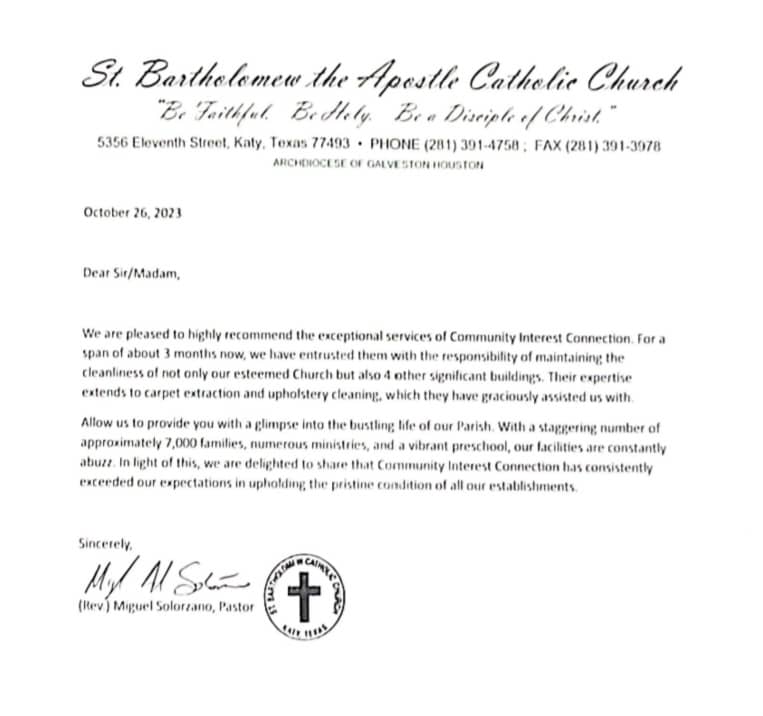 St. Bartholomew the Apostle Catholic Church
"Be Faithful. Be Holy. Be a Disciple of Christ."
5356 Eleventh Street, Katy, Texas 77493 • PHONE (281) 391-4758 ; FAX (281) 391-3978
ARCHDIOCESE OF GALVESTON HOUSTON
October 26, 2023
Dear Sir/Madam,
We are pleased to highly recommend the exceptional services of Community Interest Connection. For a
span of about 3 months now, we have entrusted them with the responsibility of maintaining the
cleanliness of not only our esteemed Church but also 4 other significant buildings. Their expertise
extends to carpet extraction and upholstery cleaning, which they have graciously assisted us with.
Allow us to provide you with a glimpse into the bustling life of our Parish. With a staggering number of
approximately 7,000 families, numerous ministries, and a vibrant preschool, our facilities are constantly
abuzz. In light of this, we are delighted to share that Community Interest Connection has consistently
exceeded our expectations in upholding the pristine condition of all our establishments.
Sincerely,
(Rev) Miguel Solorzano, Pastor
ST BARTHOLOMEW CATHOLIC CHURCH
KATY TEXAS